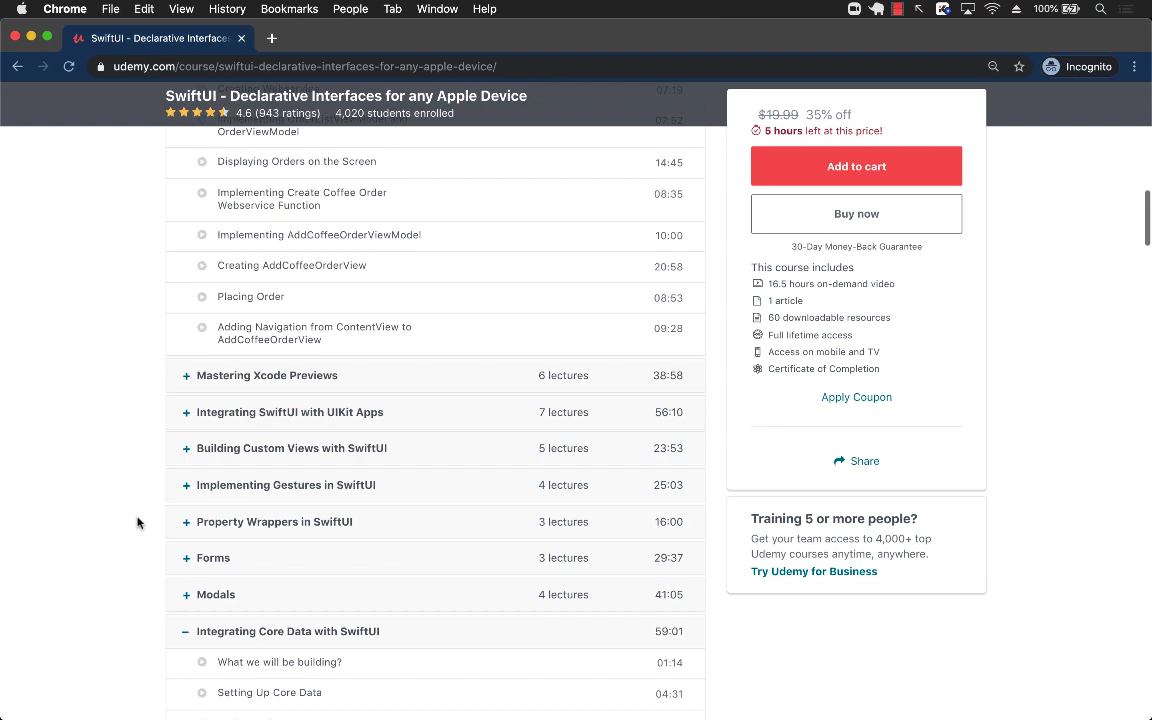 Chrome File Edit View History Bookmarks People Tab Window Help 100%
SwiftUI - Declarative Interfaces
udemy.com/course/swiftui-declarative-interfaces-for-any-apple-device/ Incognito
Creating Webservice 07:19
SwiftUI - Declarative Interfaces for any Apple Device
4.6 (943 ratings) 4,020 students enrolled
OrderViewModel
Displaying Orders on the Screen 14:45
Implementing Create Coffee Order 08:35
Webservice Function
Implementing AddCoffeeOrderViewModel 10:00
Creating AddCoffeeOrderView 20:58
Placing Order 08:53
Adding Navigation from ContentView to 09:28
AddCoffeeOrderView
+ Mastering Xcode Previews 6 lectures 38:58
+ Integrating SwiftUI with UIKit Apps 7 lectures 56:10
+ Building Custom Views with SwiftUI 5 lectures 23:53
+ Implementing Gestures in SwiftUI 4 lectures 25:03
+ Property Wrappers in SwiftUI 3 lectures 16:00
+ Forms 3 lectures 29:37
+ Modals 4 lectures 41:05
− Integrating Core Data with SwiftUI 59:01
What we will be building? 01:14
Setting Up Core Data 04:31
$19.99 35% off
5 hours left at this price!
Add to cart
Buy now
30-Day Money-Back Guarantee
This course includes
16.5 hours on-demand video
1 article
60 downloadable resources
Full lifetime access
Access on mobile and TV
Certificate of Completion
Apply Coupon
Share
Training 5 or more people?
Get your team access to 4,000+ top
Udemy courses anytime, anywhere.
Try Udemy for Business